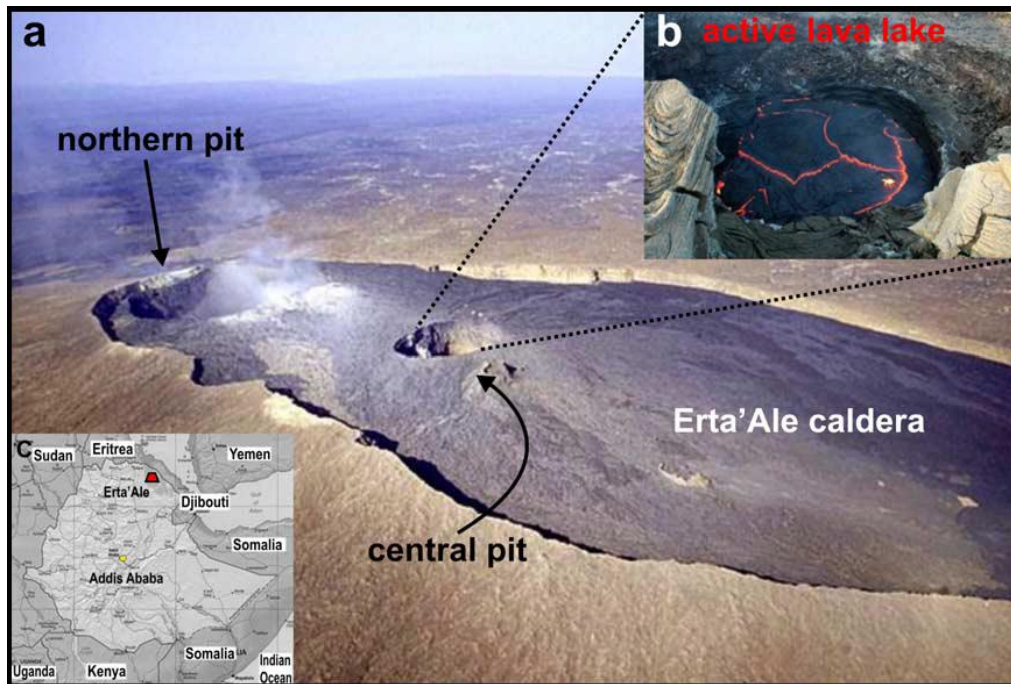 a
b
active lava lake
northern pit
Erta'Ale caldera
central pit
c
Sudan
Eritrea
Yemen
Erta'Ale
Djibouti
Somalia
Addis Ababa
Somalia
Uganda
Kenya
Indian
Ocean